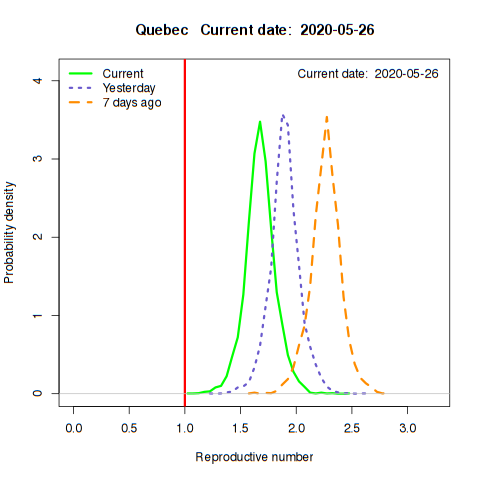 Quebec   Current date:  2020-05-26
Current date:  2020-05-26
Current
Yesterday
7 days ago
Probability density
4
3
2
1
0
0.0 0.5 1.0 1.5 2.0 2.5 3.0
Reproductive number